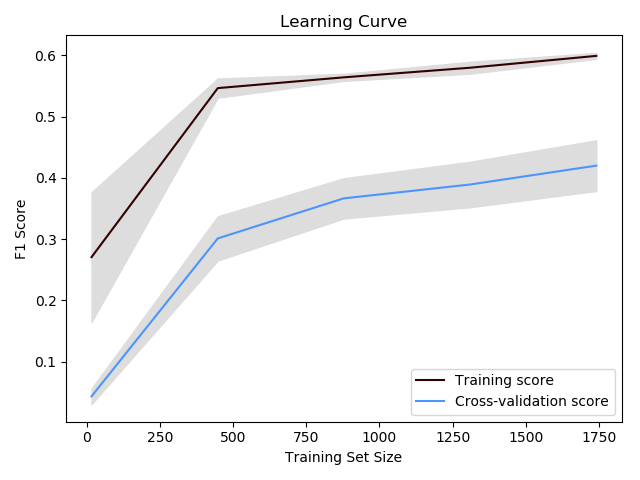 Learning Curve
0.6
0.5
0.4
0.3
0.2
0.1
F1 Score
Training score
Cross-validation score
0 250 500 750 1000 1250 1500 1750
Training Set Size